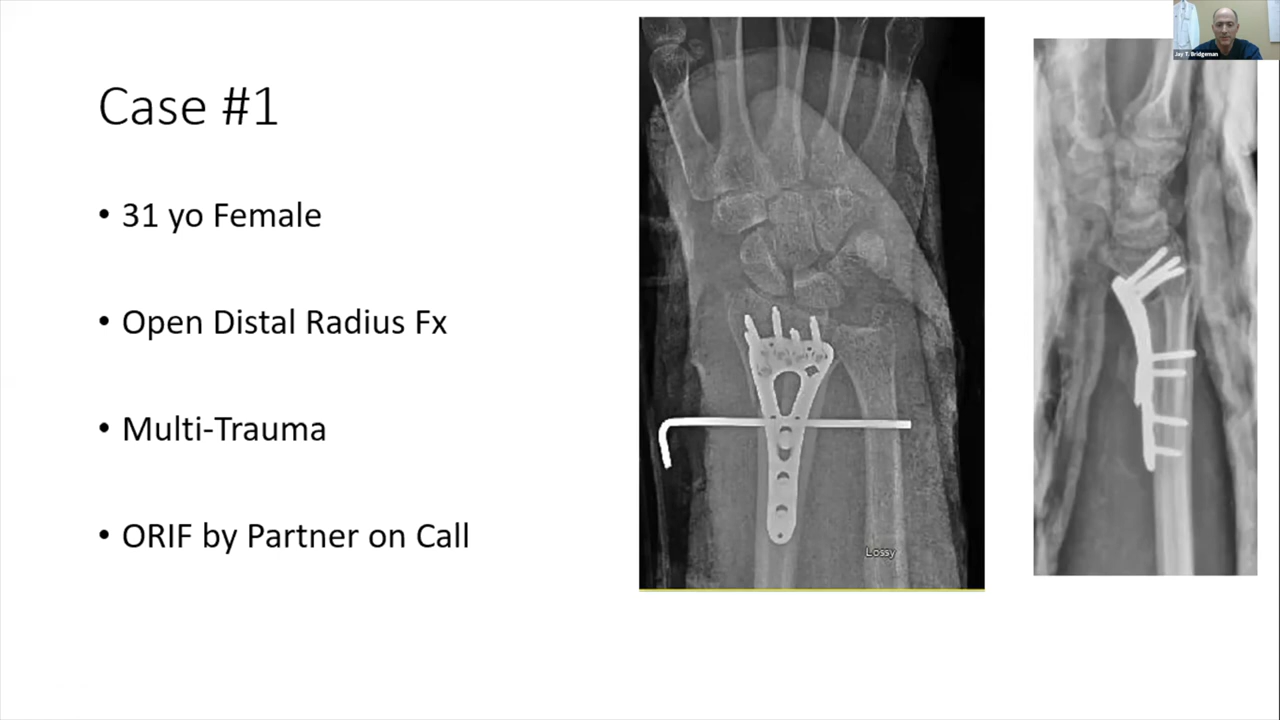 Case #1
• 31 yo Female
• Open Distal Radius Fx
• Multi-Trauma
• ORIF by Partner on Call
Lossy
Jay T. Bridgeman